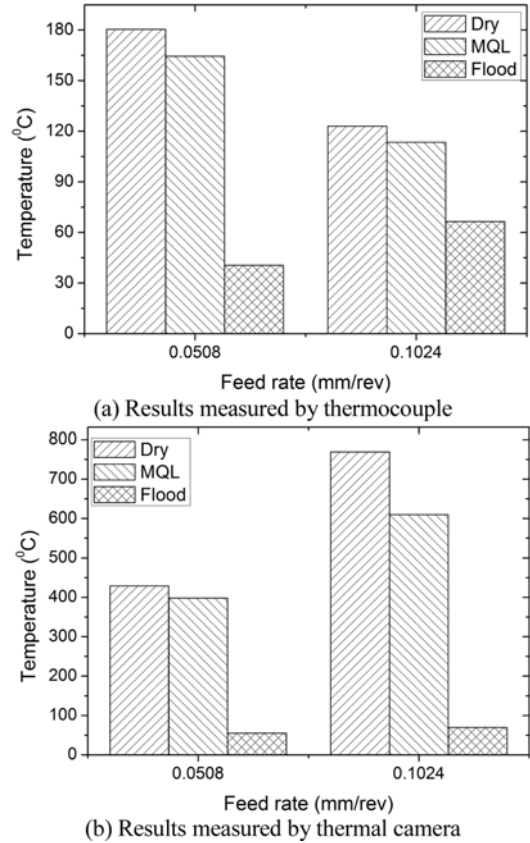 180
150
120
90
60
30
0
Temperature (⁰C)
Dry
MQL
Flood
0.0508 0.1024
Feed rate (mm/rev)
(a) Results measured by thermocouple
800
700
600
500
400
300
200
100
0
Temperature (⁰C)
Dry
MQL
Flood
0.0508 0.1024
Feed rate (mm/rev)
(b) Results measured by thermal camera